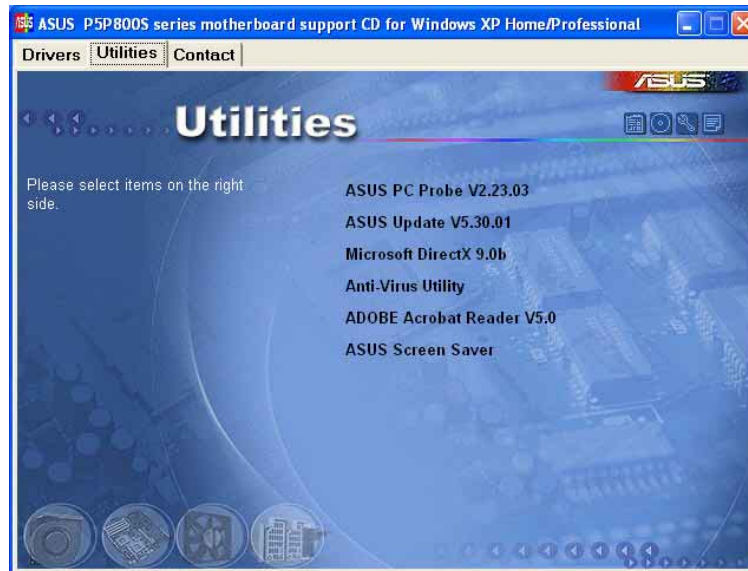 ASUS P5P800S series motherboard support CD for Windows XP Home/Professional
Drivers Utilities Contact
ASUS
Utilities
Please select items on the right
side.
ASUS PC Probe V2.23.03
ASUS Update V5.30.01
Microsoft DirectX 9.0b
Anti-Virus Utility
ADOBE Acrobat Reader V5.0
ASUS Screen Saver